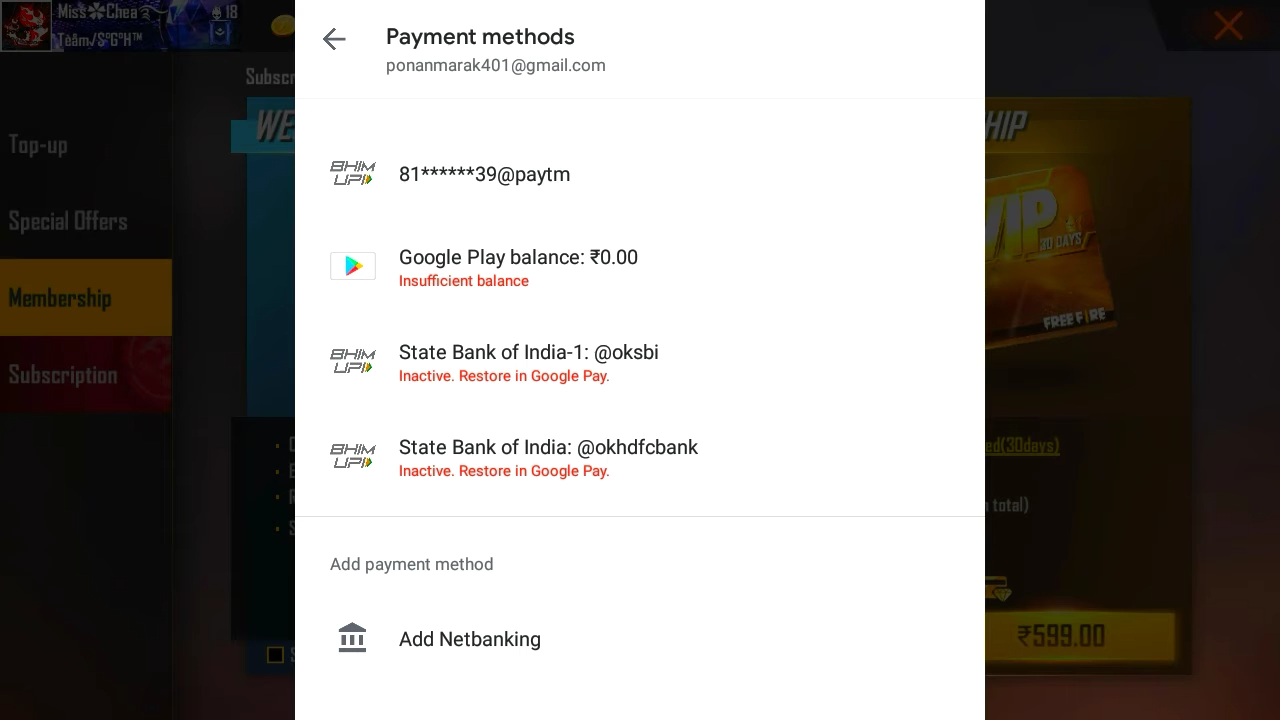 Miss✤Chea
18
Tèâm/S°G°H™
Payment methods
ponanmarak401@gmail.com
Top-up
WE
HIP
BHIM
UPI
81******39@paytm
Special Offers
VIP
30 DAYS
Google Play balance: ₹0.00
Insufficient balance
Membership
FREE FIRE
BHIM
UPI
State Bank of India-1: @oksbi
Inactive. Restore in Google Pay.
Subscription
BHIM
UPI
State Bank of India: @okhdfcbank
Inactive. Restore in Google Pay.
ed(30days)
total)
Add payment method
Add Netbanking
₹599.00